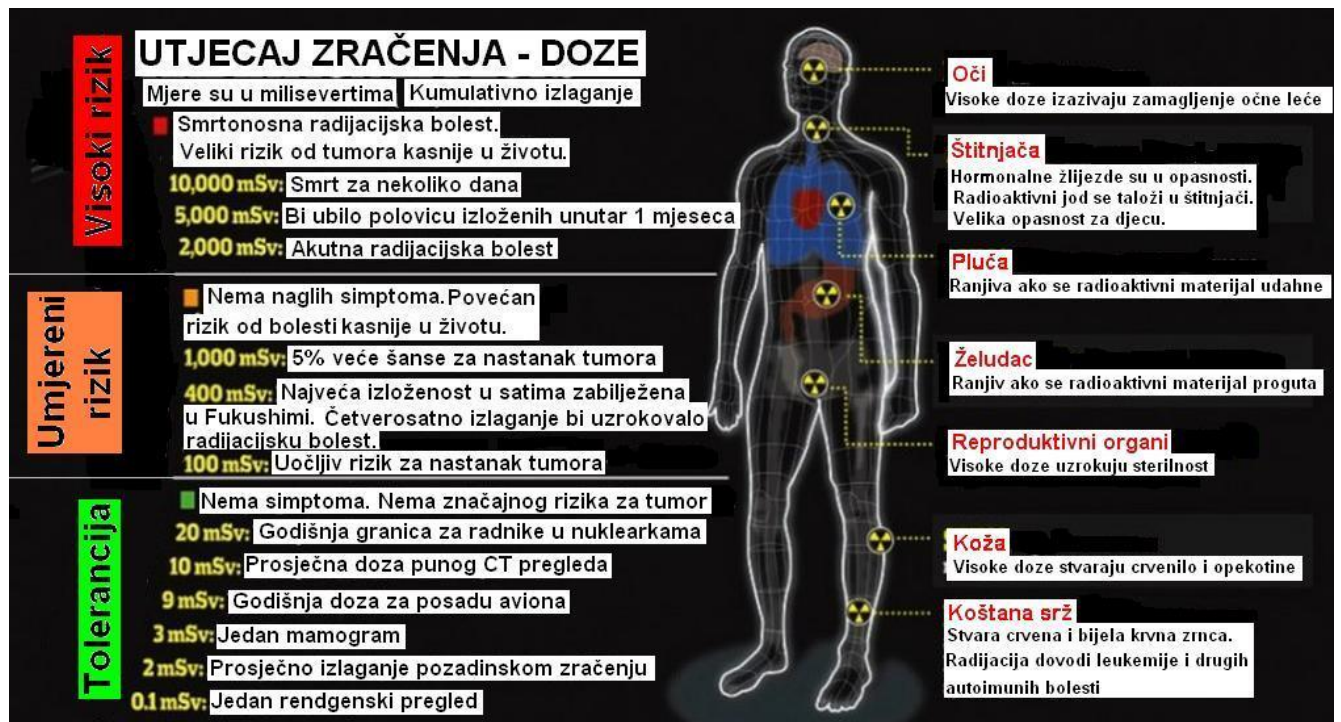 Visoki rizik
UTJECAJ ZRAČENJA - DOZE
Mjere su u milisevertima Kumulativno izlaganje
Smrtonosna radijacijska bolest.
Veliki rizik od tumora kasnije u životu.
10,000 mSv: Smrt za nekoliko dana
5,000 mSv: Bi ubilo polovicu izloženih unutar 1 mjeseca
2,000 mSv: Akutna radijacijska bolest
Umjereni
rizik
Nema naglih simptoma. Povećan
rizik od bolesti kasnije u životu.
1,000 mSv: 5% veće šanse za nastanak tumora
400 mSv: Najveća izloženost u satima zabilježena
u Fukushimi. Četverosatno izlaganje bi uzrokovalo
radijacijsku bolest.
100 mSv: Uočljiv rizik za nastanak tumora
Tolerancija
Nema simptoma. Nema značajnog rizika za tumor
20 mSv: Godišnja granica za radnike u nuklearkama
10 mSv: Prosječna doza punog CT pregleda
9 mSv: Godišnja doza za posadu aviona
3 mSv: Jedan mamogram
2 mSv: Prosječno izlaganje pozadinskom zračenju
0.1 mSv: Jedan rendgenski pregled
Oči
Visoke doze izazivaju zamagljenje očne leće
Štitnjača
Hormonalne žlijezde su u opasnosti.
Radioaktivni jod se taloži u štitnjači.
Velika opasnost za djecu.
Pluća
Ranjiva ako se radioaktivni materijal udahne
Želudac
Ranjiv ako se radioaktivni materijal proguta
Reproduktivni organi
Visoke doze uzrokuju sterilnost
Koža
Visoke doze stvaraju crvenilo i opekotine
Koštana srž
Stvara crvena i bijela krvna zrnca.
Radijacija dovodi leukemije i drugih
autoimunih bolesti